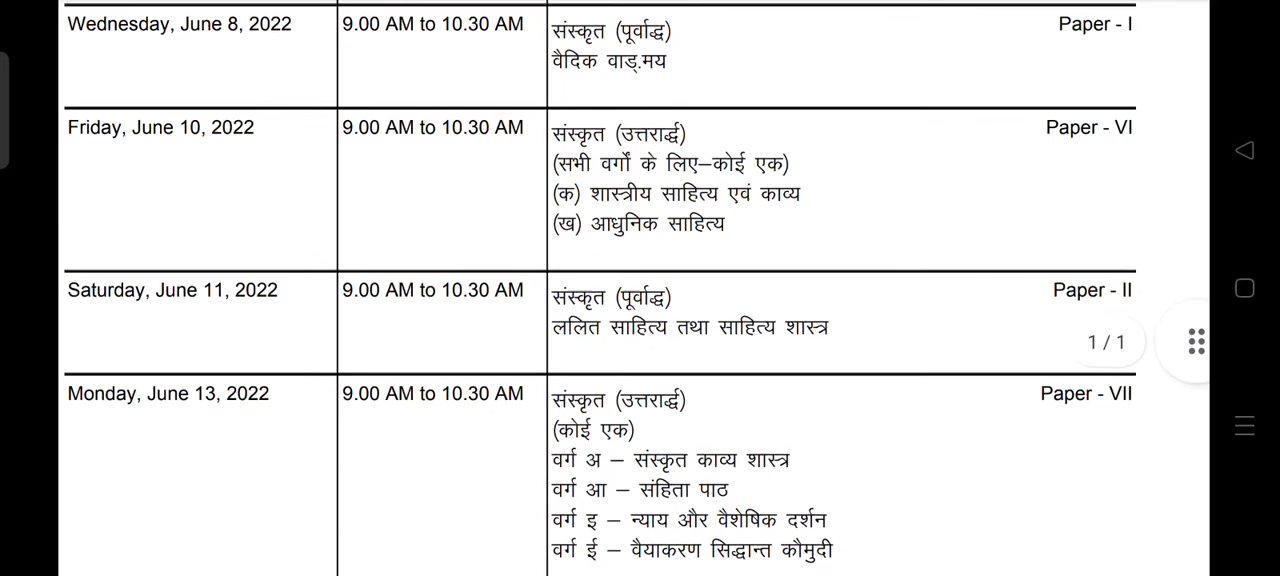 Wednesday, June 8, 2022 9.00 AM to 10.30 AM संस्कृत (पूर्वाद्ध) Paper - I
वैदिक वाड्.मय
Friday, June 10, 2022 9.00 AM to 10.30 AM संस्कृत (उत्तरार्द्ध) Paper - VI
(सभी वर्गों के लिए–कोई एक)
(क) शास्त्रीय साहित्य एवं काव्य
(ख) आधुनिक साहित्य
Saturday, June 11, 2022 9.00 AM to 10.30 AM संस्कृत (पूर्वाद्ध) Paper - II
ललित साहित्य तथा साहित्य शास्त्र
1 / 1
Monday, June 13, 2022 9.00 AM to 10.30 AM संस्कृत (उत्तरार्द्ध) Paper - VII
(कोई एक)
वर्ग अ – संस्कृत काव्य शास्त्र
वर्ग आ – संहिता पाठ
वर्ग इ – न्याय और वैशेषिक दर्शन
वर्ग ई – वैयाकरण सिद्धान्त कौमुदी